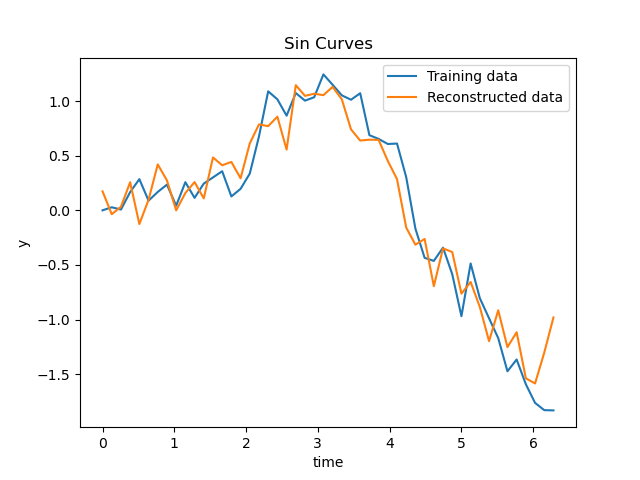 Sin Curves
Training data
Reconstructed data
y
1.0
0.5
0.0
−0.5
−1.0
−1.5
0 1 2 3 4 5 6
time